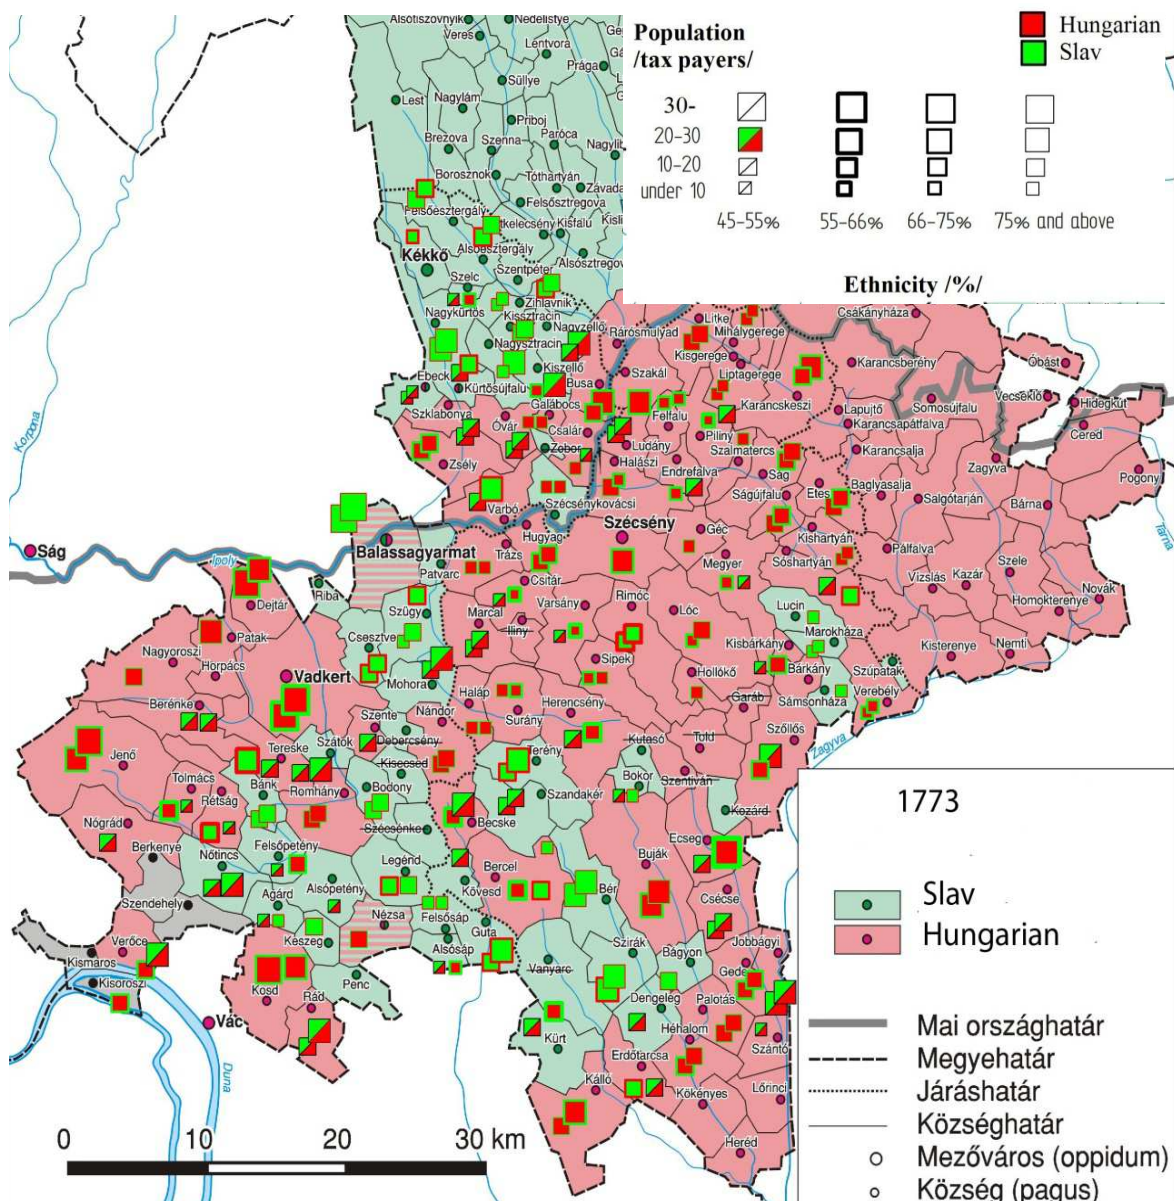 Population
/tax payers/
30-
20-30
10-20
under 10
45-55%
55-66%
66-75%
75% and above
Ethnicity /%/
Hungarian
Slav
Alsótiszovnyik
Nedelistye
Veres
Lentvora
Prága
Süllye
Lest
Nagylám
Priboj
Brezova
Szenna
Paróca
Borosznok
Tóthartyán
Závada
Felsősztregova
Felsőesztergály
Kisfalu
Alsóesztergály
Kékkő
Szentpéter
Szelc
Zihlavnik
Kissztracin
Nagykürtös
Nagyzellő
Nagysztracin
Kiszellő
Ebeck
Kürtösújfalu
Busa
Szklabonya
Galábocs
Óvár
Csalár
Zobor
Zsély
Rárósmulyad
Litke
Mihálygerege
Kisgerege
Szakál
Liptagerege
Karancskeszi
Csákányháza
Karancsberény
Óbást
Vecseklő
Hidegkút
Somosújfalu
Lapujtő
Karancsapátfalva
Cered
Felfalu
Piliny
Ludány
Szalmatercs
Karancsalja
Zagyva
Halászi
Endrefalva
Ság
Pogony
Ságújfalu
Etes
Baglyasalja
Salgótarján
Bárna
Tarna
Varbó
Szécsénykovácsi
Szécsény
Hugyag
Géc
Kishartyán
Pálfalva
Korpona
Ság
Ipoly
Balassagyarmat
Trázs
Patvarc
Megyer
Sóshartyán
Szele
Vizslás
Kazár
Novák
Csitár
Dejtár
Riba
Varsány
Rimóc
Lóc
Lucin
Homokterenye
Szügy
Marcal
Iliny
Marokháza
Patak
Csesztve
Kisbárkány
Kisterenye
Nemti
Nagyoroszi
Sipek
Horpács
Vadkert
Hollókő
Bárkány
Szúpatak
Mohora
Haláp
Garáb
Sámsonháza
Verebély
Berénke
Nándor
Surány
Herencsény
Szente
Debercsény
Zagyva
Jenő
Tereske
Szátok
Terény
Kutasó
Told
Szőllős
Kisecsed
Tolmács
Bánk
Bokor
Szentiván
Rétság
Romhány
Bodony
Szandakér
Kozárd
Nógrád
Szécsénke
Becske
Berkenye
Felsőpetény
Ecseg
Nőtincs
Legénd
Bercel
Buják
Alsópetény
Agárd
Kövesd
Bér
Csécse
Szendehely
Nézsa
Felsősáp
Guta
Verőce
Keszeg
Alsósáp
Szirák
Jobbágyi
Kismaros
Vanyarc
Bágyon
Kisoroszi
Kosd
Rád
Penc
Dengeleg
Palotás
Vác
Héhalom
Kürt
Szántó
Erdőtarcsa
Duna
Kálló
Kökényes
Lőrinci
Heréd
0
10
20
30 km
1773
Slav
Hungarian
Mai országhatár
Megyehatár
Járáshatár
Községhatár
Mezőváros (oppidum)
Község (pagus)